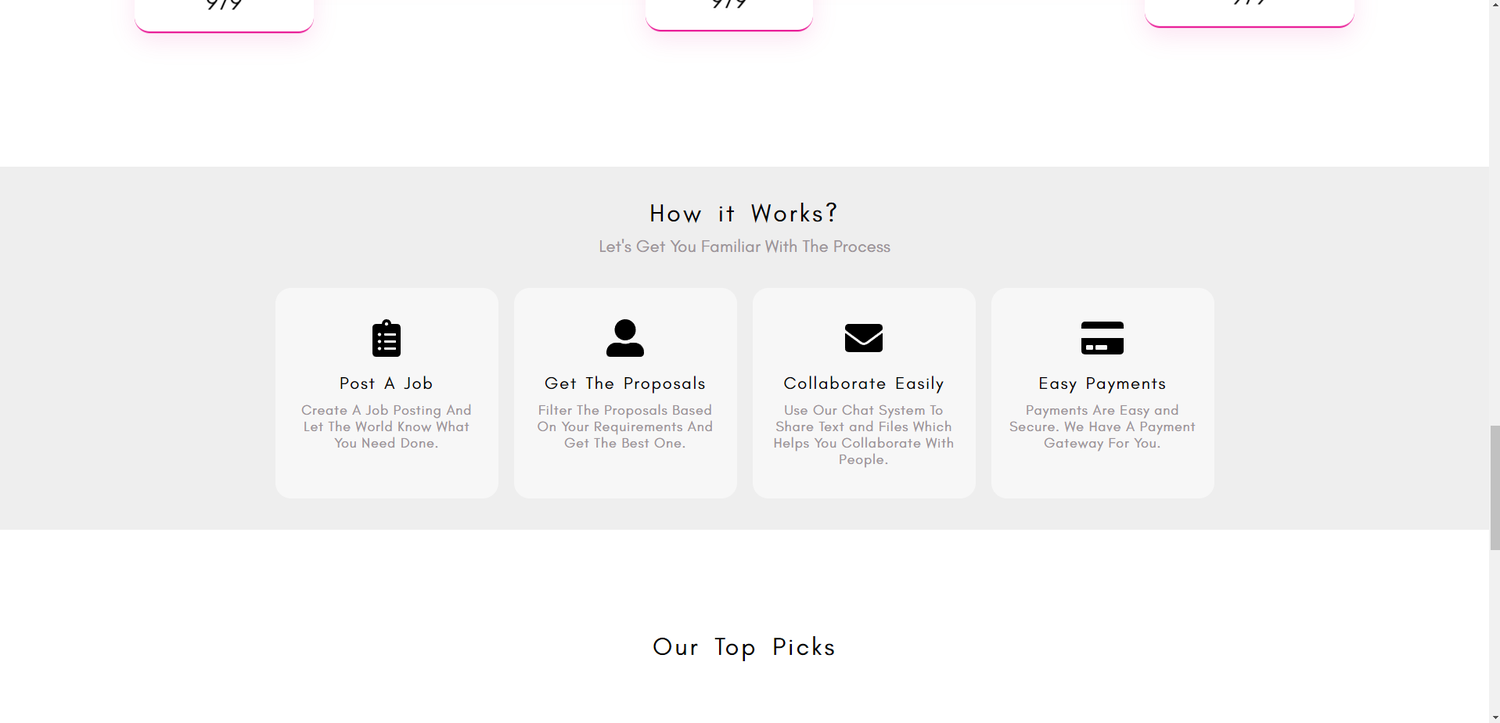 How it Works?
Let's Get You Familiar With The Process
Post A Job
Create A Job Posting And
Let The World Know What
You Need Done.
Get The Proposals
Filter The Proposals Based
On Your Requirements And
Get The Best One.
Collaborate Easily
Use Our Chat System To
Share Text and Files Which
Helps You Collaborate With
People.
Easy Payments
Payments Are Easy and
Secure. We Have A Payment
Gateway For You.
Our Top Picks